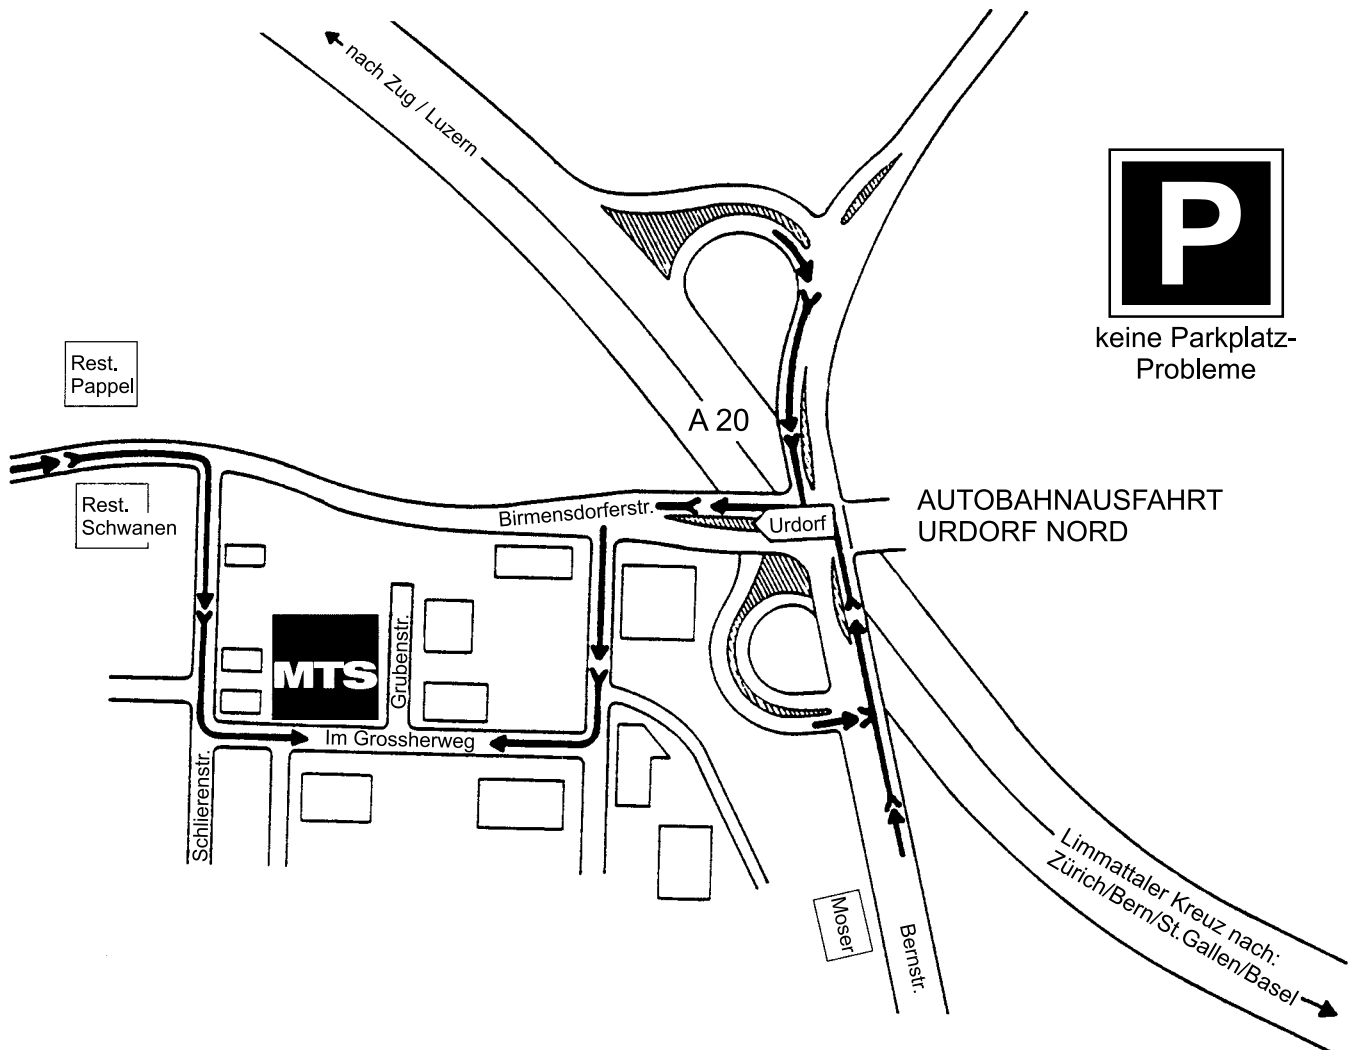 nach Zug / Luzern
P
keine Parkplatz-
Probleme
Rest.
Pappel
A 20
Rest.
Schwanen
Birmensdorferstr.
Urdorf
AUTOBAHNAUSFAHRT
URDORF NORD
MTS
Grubenstr.
Im Grossherweg
Schlierenstr.
Moser
Bernstr.
Limmattaler Kreuz nach:
Zürich/Bern/St.Gallen/Basel